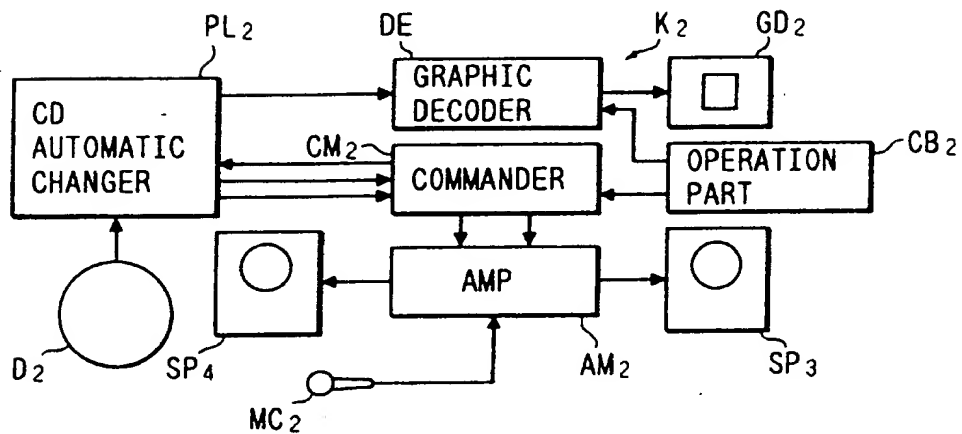 PL2
DE
K2
GD2
CD
AUTOMATIC
CHANGER
GRAPHIC
DECODER
CM2
COMMANDER
OPERATION
PART
CB2
AMP
D2
SP4
MC2
AM2
SP3